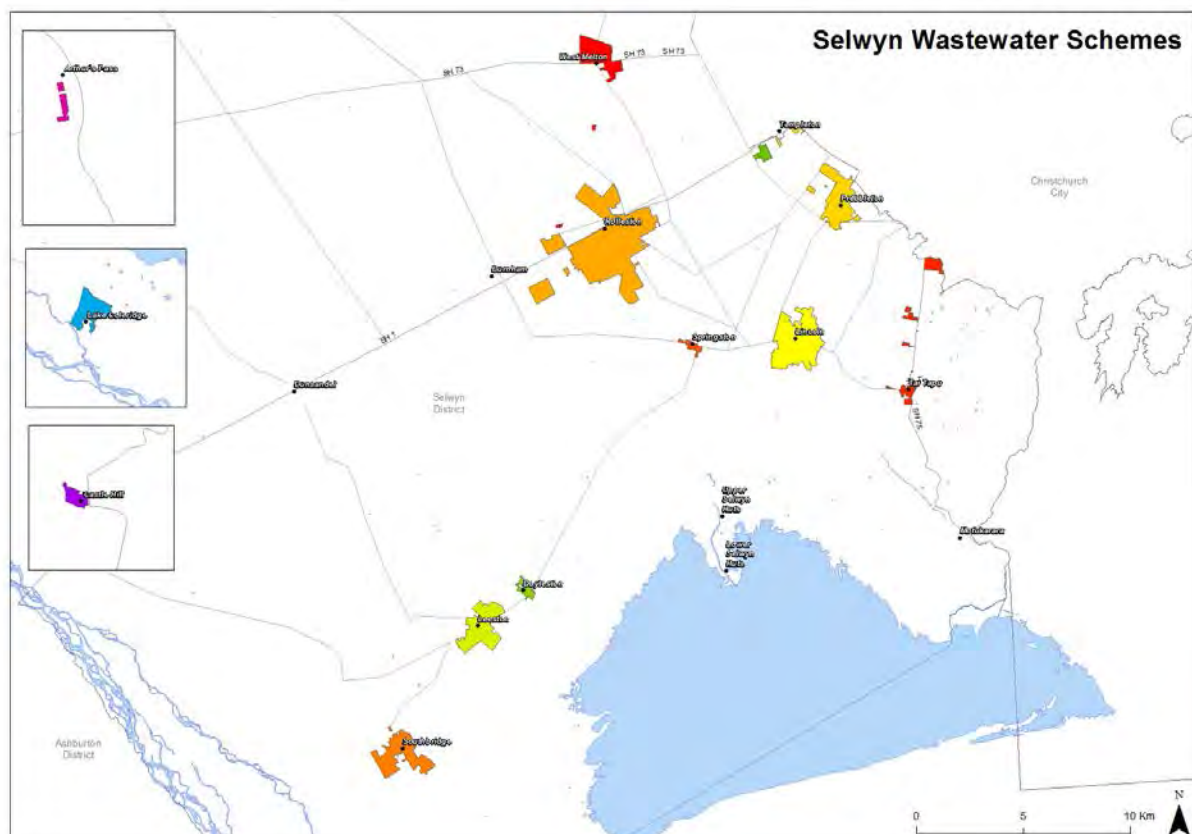 Selwyn Wastewater Schemes
Arthur's Pass
West Melton
SH 73
SH 73
SH 73
Templeton
Christchurch
City
Prebbleton
Rolleston
Burnham
Lake Coleridge
SH 1
Springston
Lincoln
Dunsandel
Selwyn
District
Tai Tapu
SH 75
Castle Hill
Upper
Selwyn
Huts
Motukarara
Lower
Selwyn
Huts
Doyleston
Leeston
Southbridge
Ashburton
District
N
0
5
10 Km